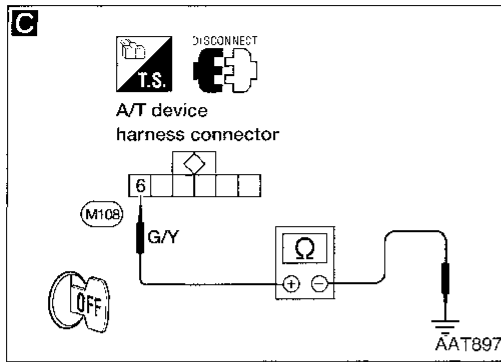 C
DISCONNECT
T.S.
A/T device
harness connector
6
M108
G/Y
Ω
+ −
OFF
AAT897